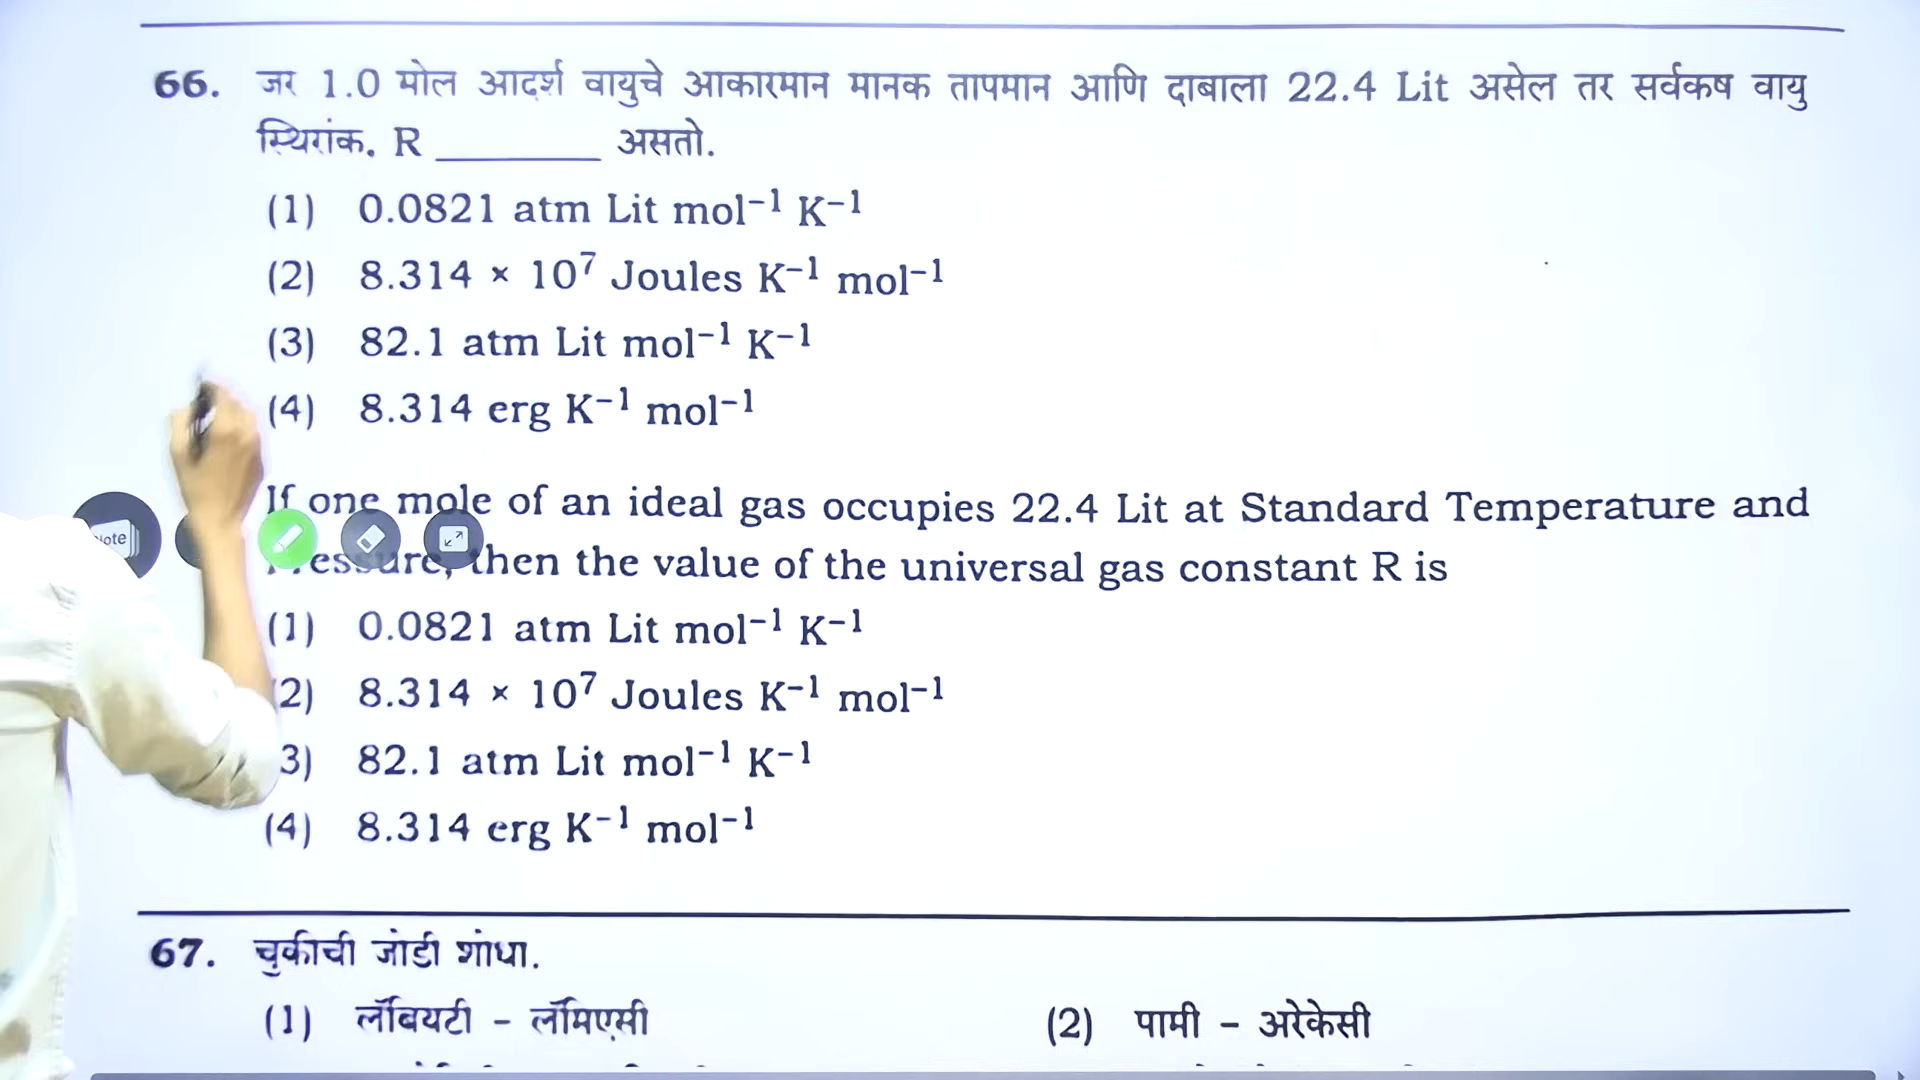 66. जर 1.0 मोल आदर्श वायुचे आकारमान मानक तापमान आणि दाबाला 22.4 Lit असेल तर सर्वकष वायु
स्थिरांक. R ________ असतो.
(1) 0.0821 atm Lit mol⁻¹ K⁻¹
(2) 8.314 × 10⁷ Joules K⁻¹ mol⁻¹
(3) 82.1 atm Lit mol⁻¹ K⁻¹
(4) 8.314 erg K⁻¹ mol⁻¹
If one mole of an ideal gas occupies 22.4 Lit at Standard Temperature and
then the value of the universal gas constant R is
(1) 0.0821 atm Lit mol⁻¹ K⁻¹
2) 8.314 × 10⁷ Joules K⁻¹ mol⁻¹
3) 82.1 atm Lit mol⁻¹ K⁻¹
(4) 8.314 erg K⁻¹ mol⁻¹
67. चुकीची जोडी शोधा.
(1) लॅबियटी – लॅमिएसी (2) पामी – अरेकेसी